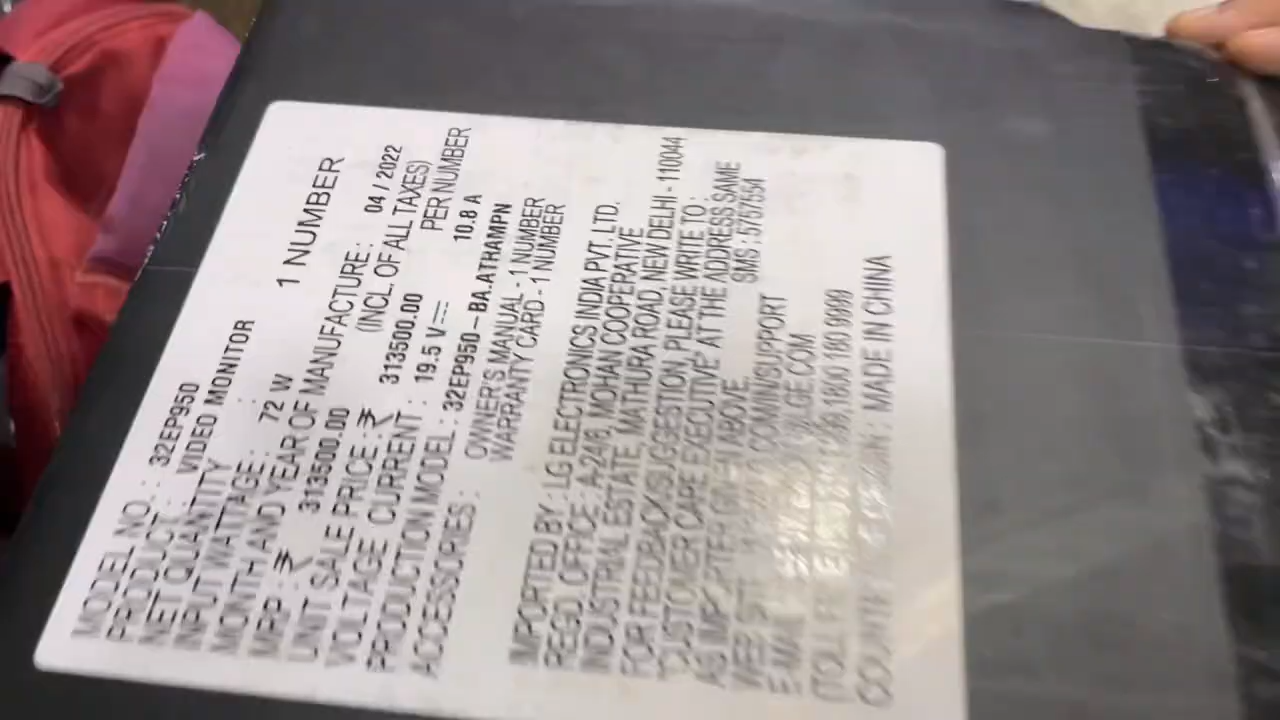 MODEL NO. : 32EP950
PRODUCT : VIDEO MONITOR
NET QUANTITY : 1 NUMBER
INPUT WATTAGE : 72 W
MONTH AND YEAR OF MANUFACTURE : 04 / 2022
MRP ₹ 313500.00 (INCL. OF ALL TAXES)
UNIT SALE PRICE : ₹ 313500.00 PER NUMBER
VOLTAGE CURRENT : 19.5 V 10.8 A
PRODUCTION MODEL : 32EP950-BA.ATRAMPN
ACCESSORIES : OWNER'S MANUAL - 1 NUMBER
WARRANTY CARD - 1 NUMBER
IMPORTED BY : LG ELECTRONICS INDIA PVT. LTD.
REGD. OFFICE : A-24, MOHAN COOPERATIVE
INDUSTRIAL ESTATE, MATHURA ROAD, NEW DELHI - 110044
FOR FEEDBACK/SUGGESTION, PLEASE WRITE TO :
"CUSTOMER CARE EXECUTIVE" AT THE ADDRESS SAME
AS IMPORTER GIVEN ABOVE.
SMS : 5757554
COM/IN/SUPPORT
LGE.COM
1800 180 9999
MADE IN CHINA